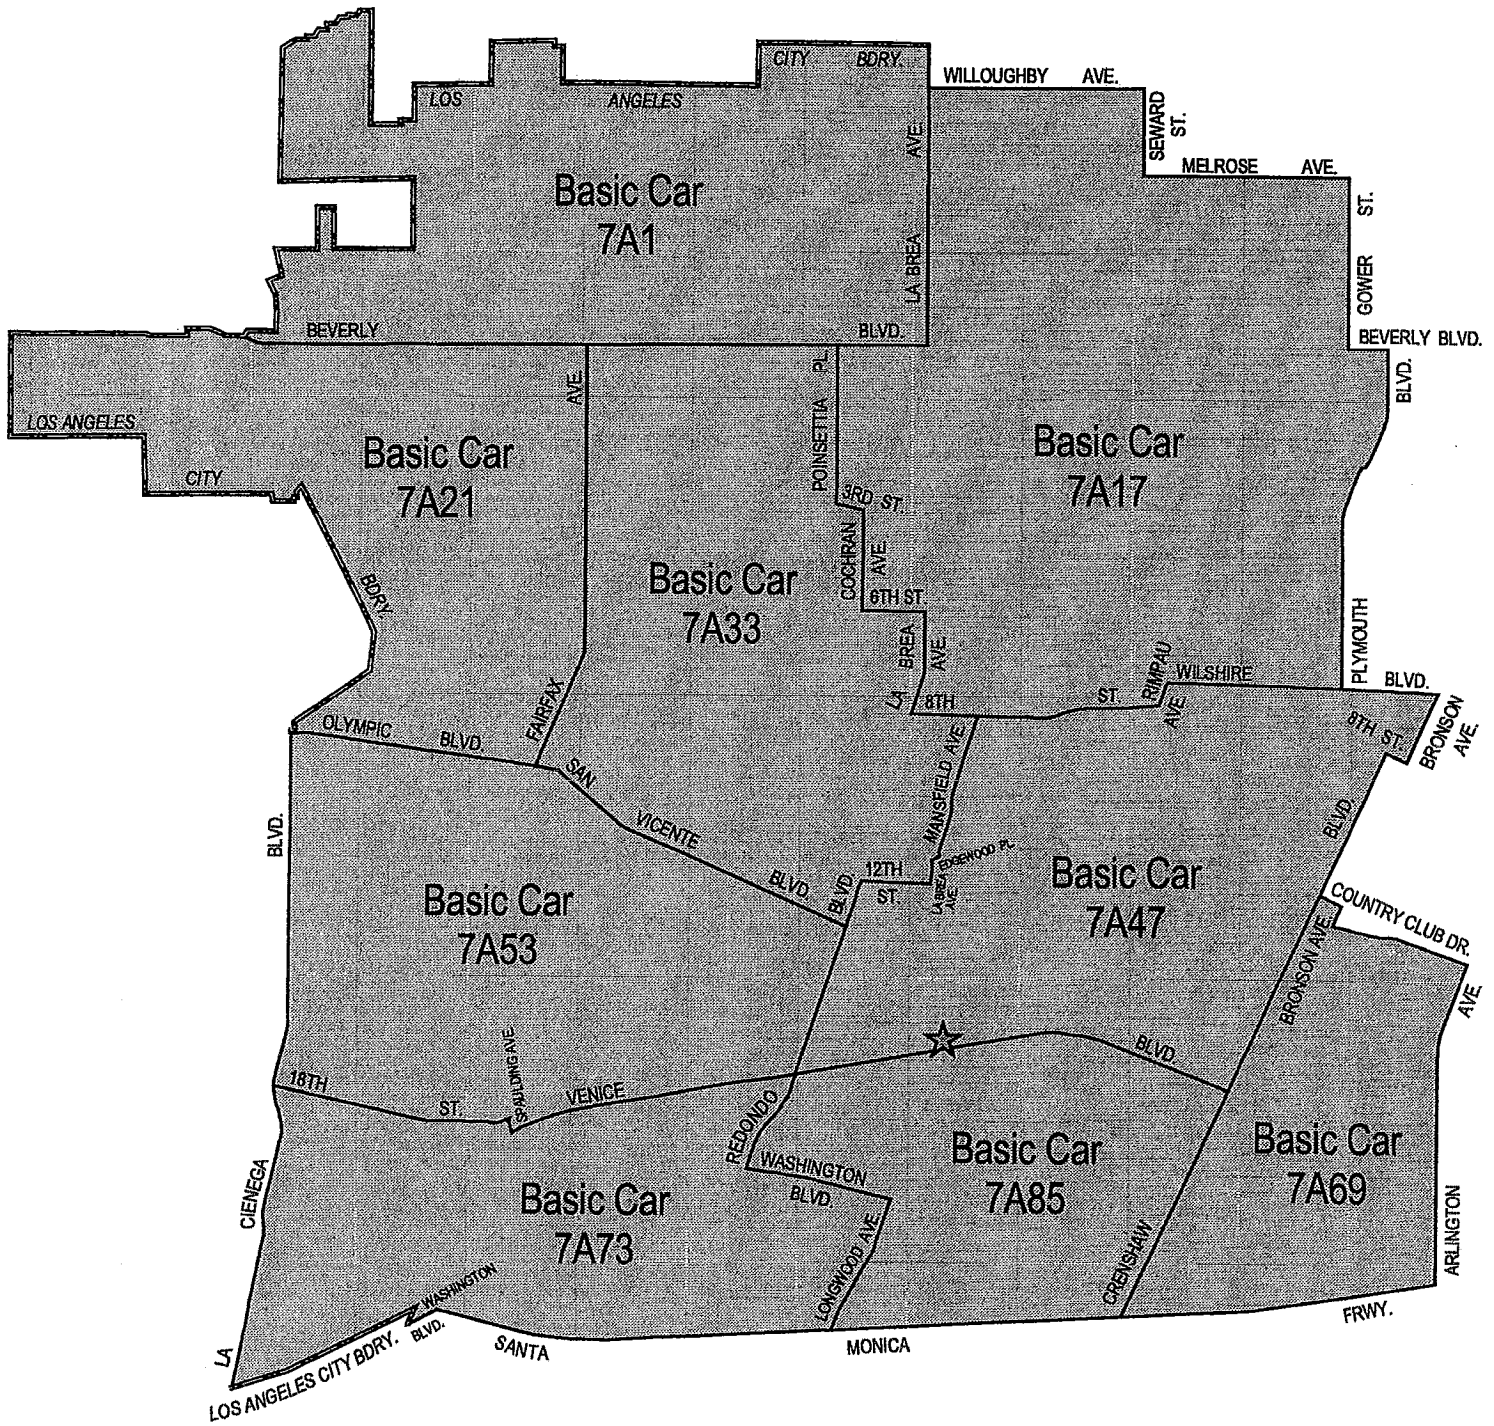 CITY BDRY.
WILLOUGHBY AVE.
LOS ANGELES
SEWARD ST.
AVE.
MELROSE AVE.
Basic Car
7A1
ST.
LA BREA
GOWER
BEVERLY BLVD.
BEVERLY BLVD.
AVE.
PL.
BLVD.
LOS ANGELES
Basic Car
7A21
CITY
POINSETTIA
Basic Car
7A17
3RD ST.
COCHRAN AVE.
BDRY.
Basic Car
7A33
6TH ST.
BREA AVE.
PLYMOUTH
RIMPAU AVE.
WILSHIRE BLVD.
LA
8TH ST.
FAIRFAX
OLYMPIC BLVD.
8TH ST.
BRONSON AVE.
SAN
MANSFIELD AVE.
BLVD.
VICENTE
BLVD.
BLVD.
BLVD.
12TH ST.
EDGEWOOD PL.
LA BREA AVE.
Basic Car
7A53
Basic Car
7A47
COUNTRY CLUB DR.
BRONSON AVE.
AVE.
18TH ST.
SPAULDING AVE
VENICE
BLVD.
REDONDO
WASHINGTON BLVD.
Basic Car
7A85
Basic Car
7A69
CIENEGA
Basic Car
7A73
LONGWOOD AVE.
CRENSHAW
ARLINGTON
WASHINGTON BLVD.
LA
LOS ANGELES CITY BDRY.
SANTA MONICA FRWY.